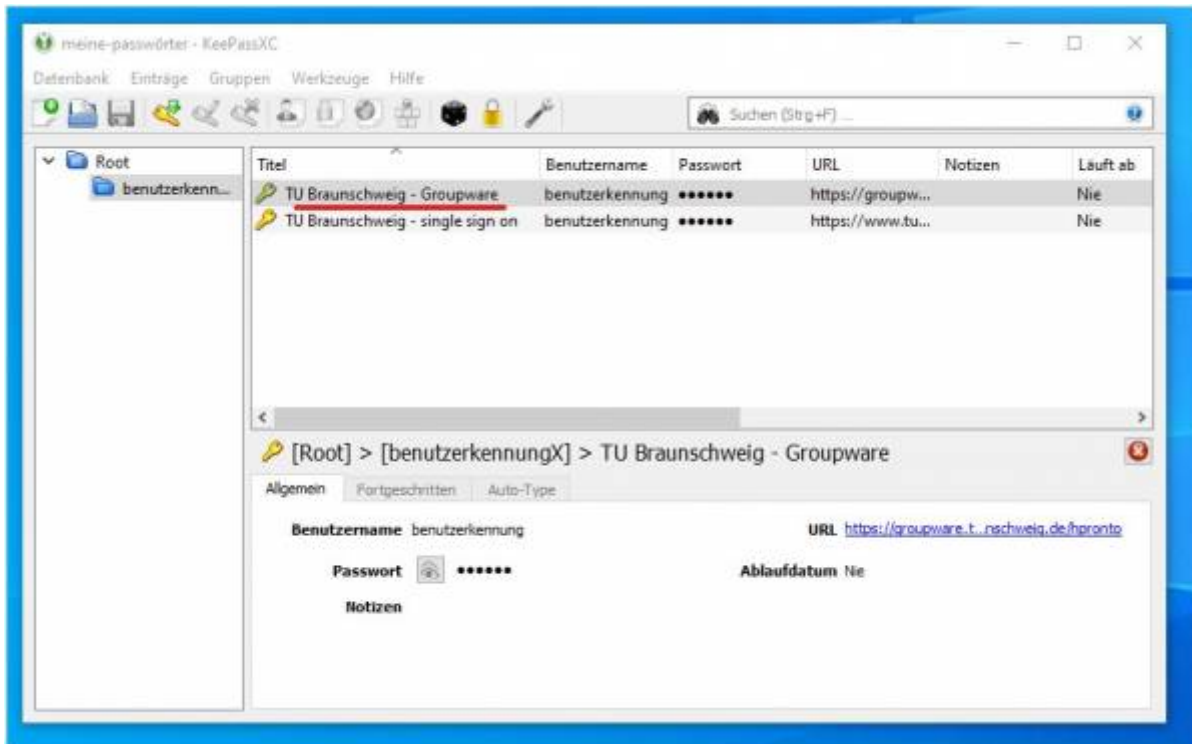 meine-passwörter - KeePassXC
Datenbank Einträge Gruppen Werkzeuge Hilfe
Suchen (Strg+F) ...
Root
benutzerkenn...
Titel Benutzername Passwort URL Notizen Läuft ab
TU Braunschweig - Groupware benutzerkennung ●●●●●● https://groupw... Nie
TU Braunschweig - single sign on benutzerkennung ●●●●●● https://www.tu... Nie
[Root] > [benutzerkennungX] > TU Braunschweig - Groupware
Allgemein Fortgeschritten Auto-Type
Benutzername benutzerkennung URL https://groupware.t...nschweig.de/hpronto
Passwort ●●●●●● Ablaufdatum Nie
Notizen